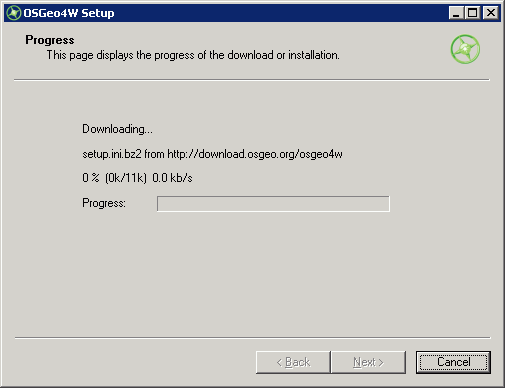 OSGeo4W Setup
Progress
This page displays the progress of the download or installation.
Downloading...
setup.ini.bz2 from http://download.osgeo.org/osgeo4w
0 % (0k/11k) 0.0 kb/s
Progress:
< Back Next > Cancel